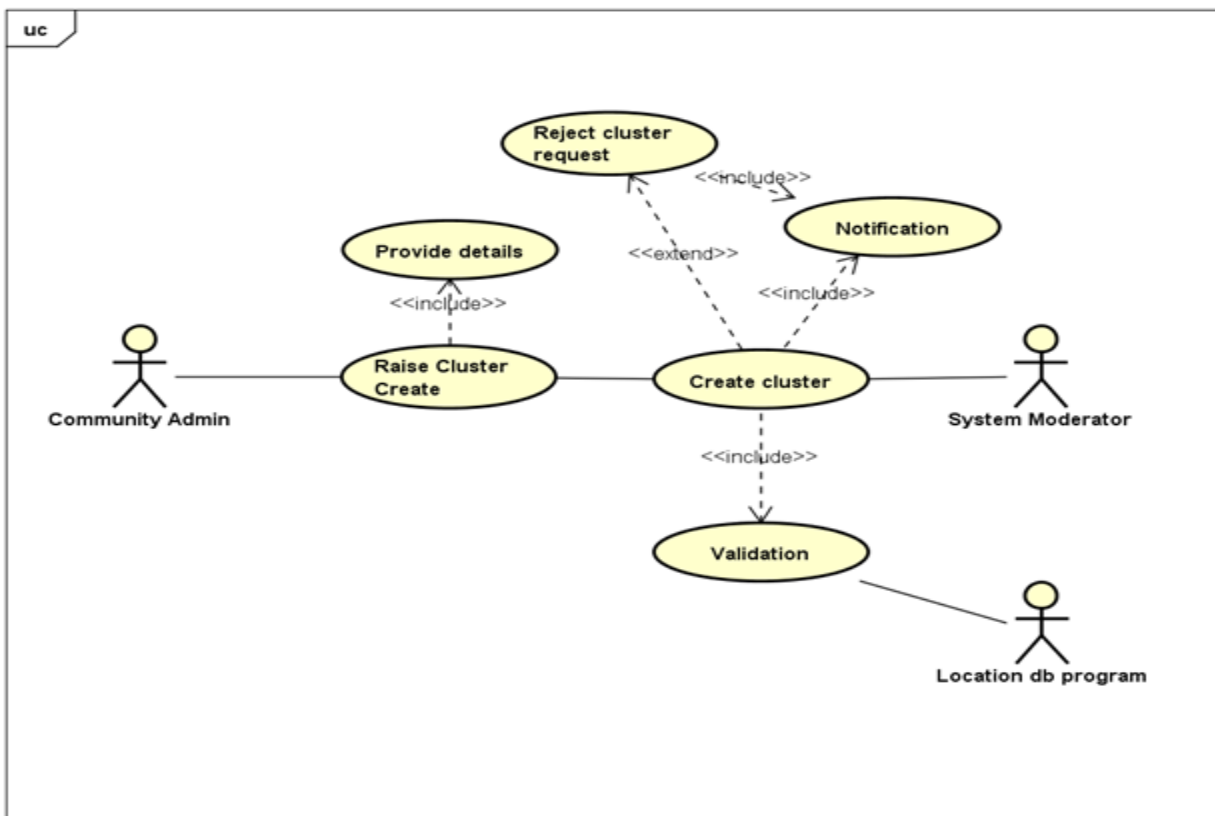 uc
Reject cluster
request
<<include>>
Notification
Provide details
<<extend>>
<<include>>
<<include>>
Raise Cluster
Create
Create cluster
Community Admin
System Moderator
<<include>>
Validation
Location db program